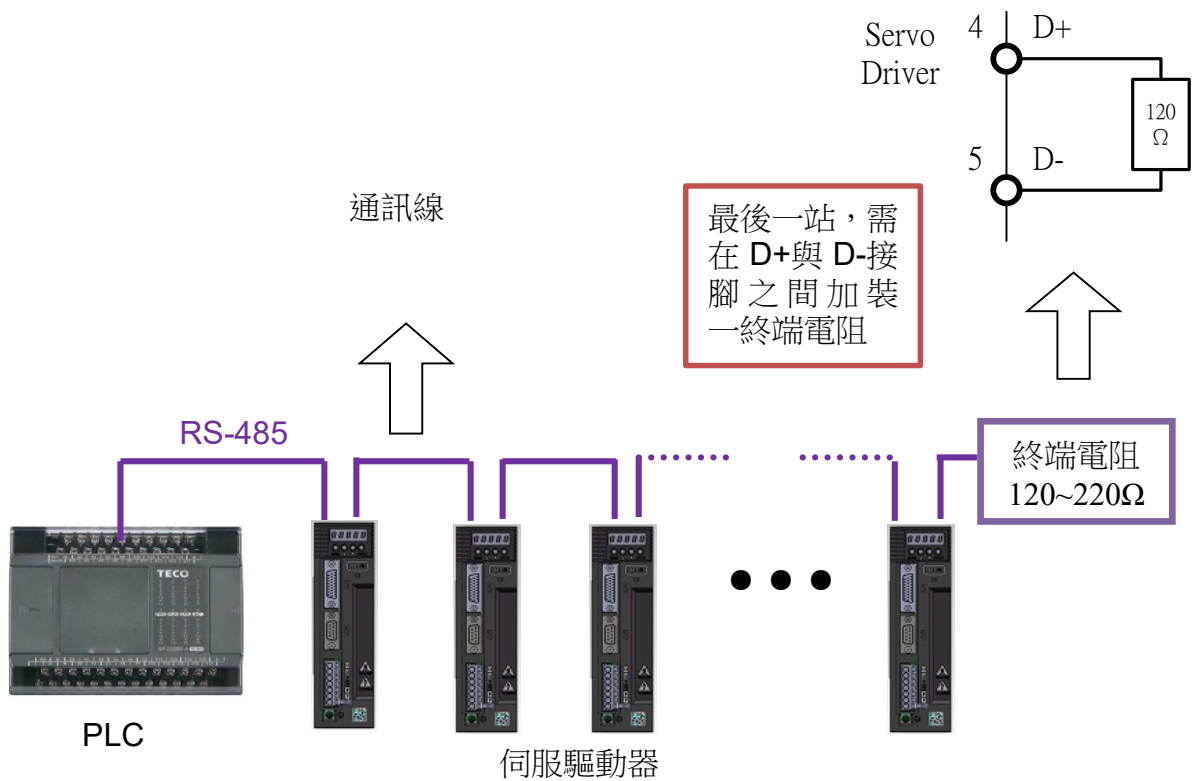 Servo
Driver
4
D+
120
Ω
5
D-
通訊線
最後一站，需
在 D+與 D-接
腳之間加裝
一終端電阻
RS-485
終端電阻
120~220Ω
TECO
PLC
伺服驅動器